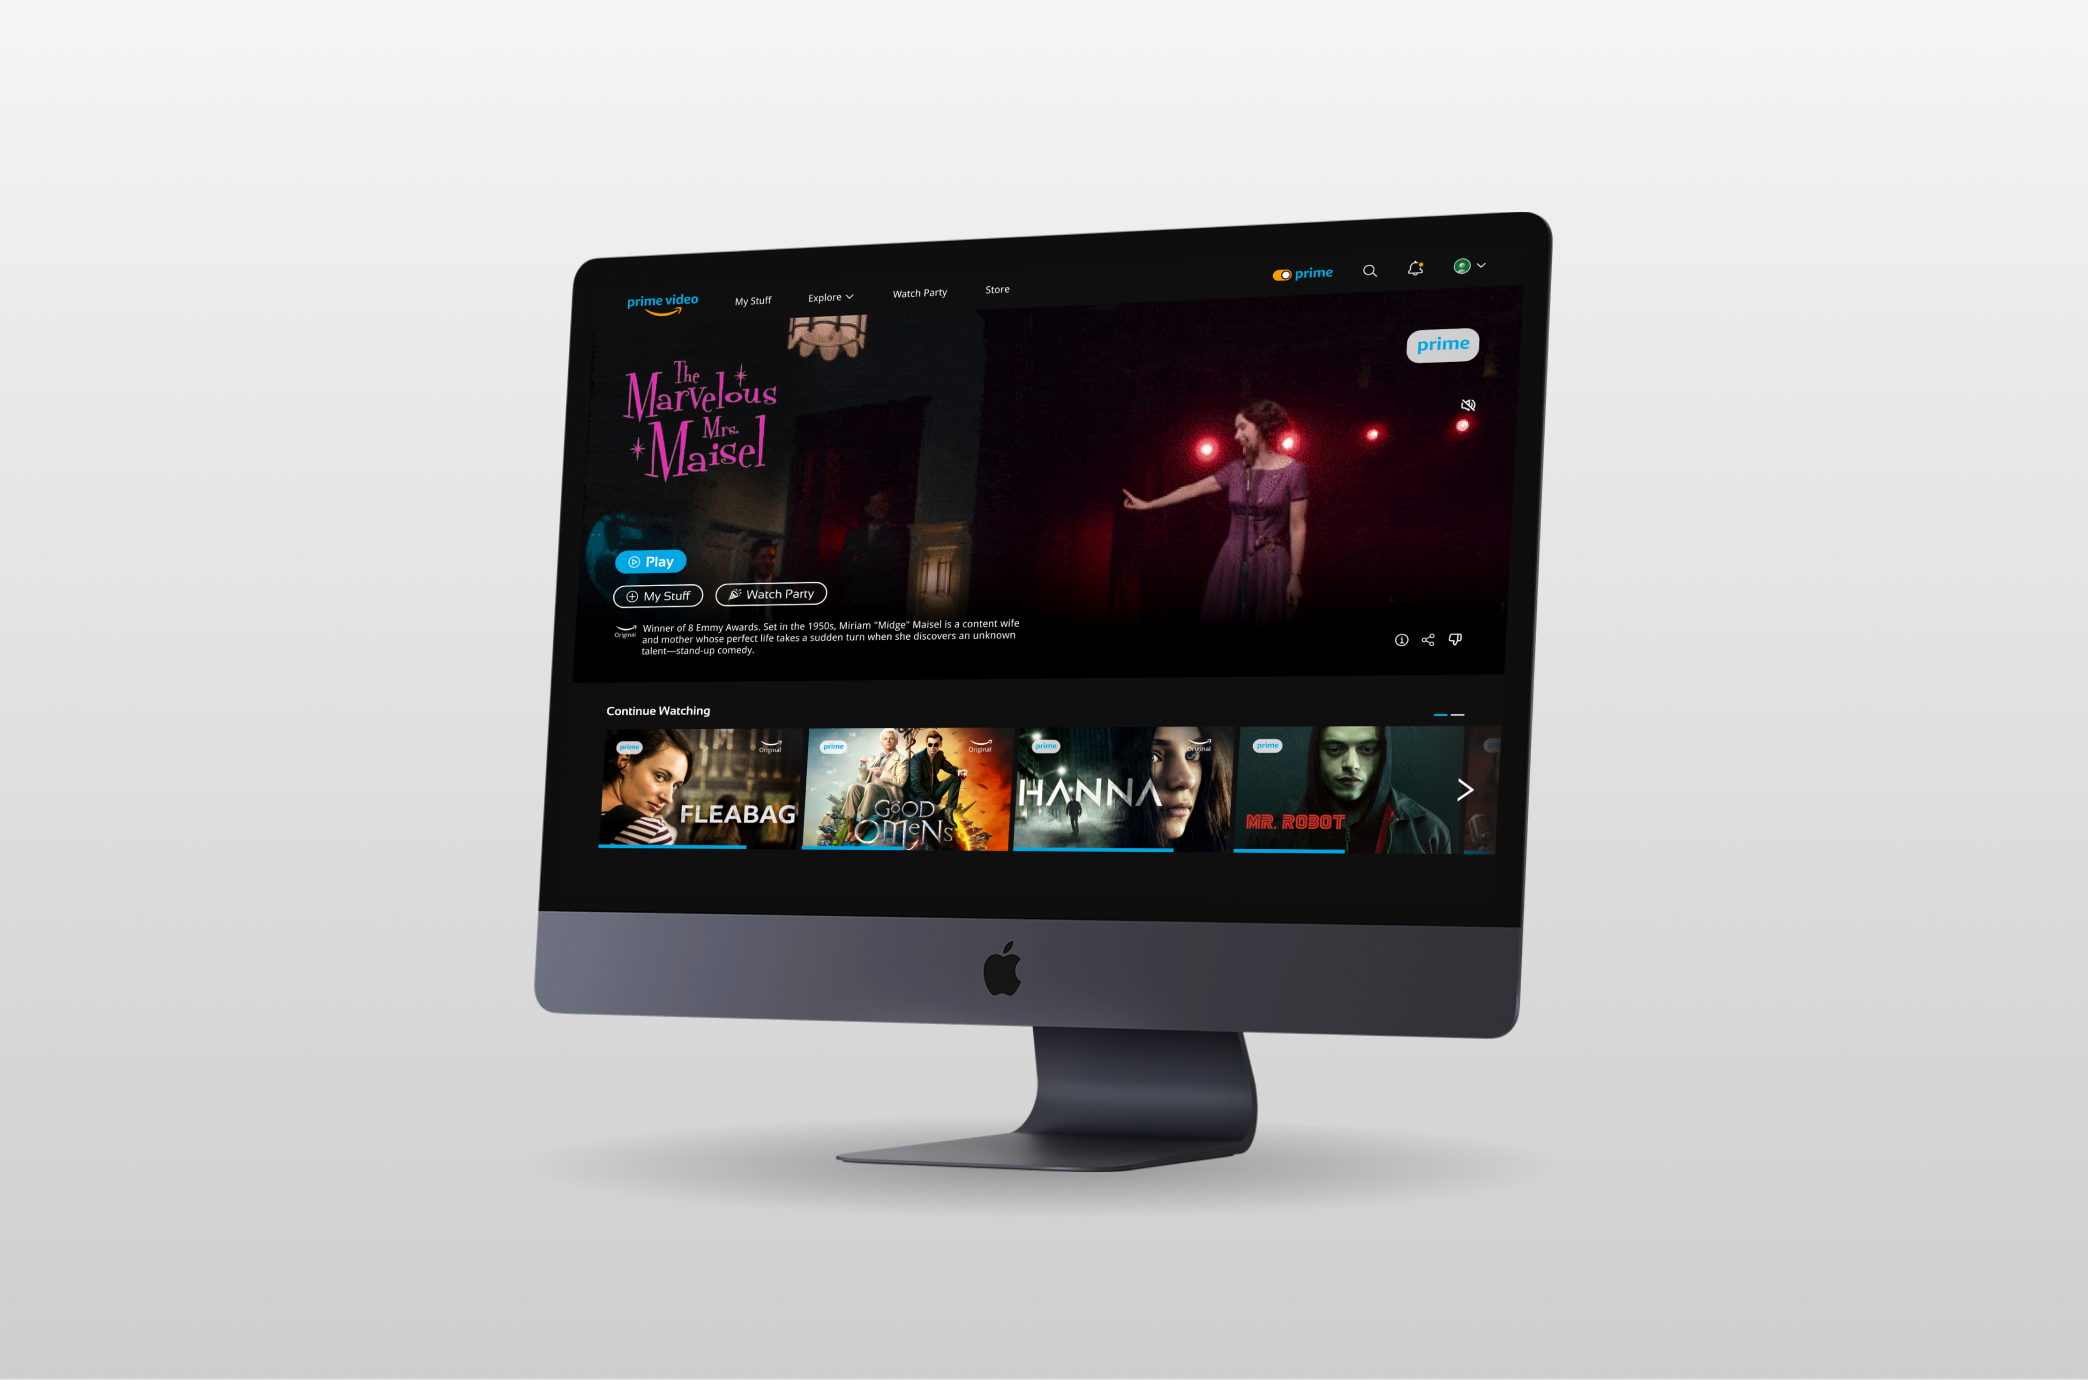 prime video
My Stuff
Explore
Watch Party
Store
prime
The
Marvelous
Mrs.
Maisel
prime
Play
My Stuff
Watch Party
Original
Winner of 8 Emmy Awards. Set in the 1950s, Miriam "Midge" Maisel is a content wife
and mother whose perfect life takes a sudden turn when she discovers an unknown
talent—stand-up comedy.
Continue Watching
prime
Original
FLEABAG
prime
Original
GOOD
OMENS
prime
Original
HANNA
prime
MR. ROBOT